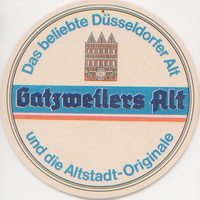 Das beliebte Düsseldorfer Alt
Gatzweilers Alt
und die Altstadt-Originale